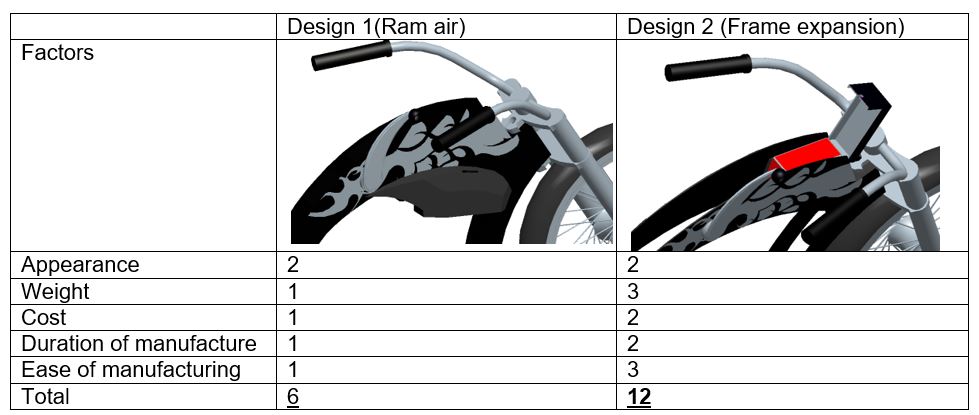 Design 1(Ram air) Design 2 (Frame expansion)
Factors
Appearance 2 2
Weight 1 3
Cost 1 2
Duration of manufacture 1 2
Ease of manufacturing 1 3
Total 6 12